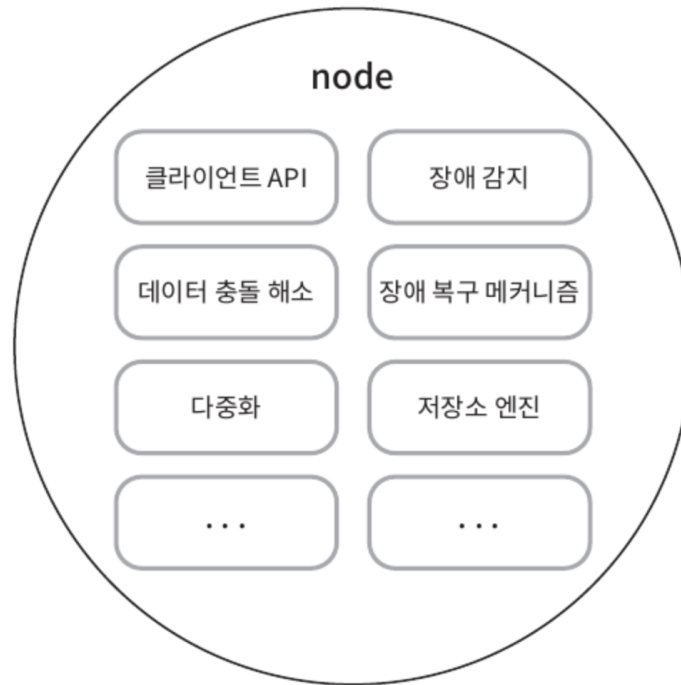 node
클라이언트 API
장애 감지
데이터 충돌 해소
장애 복구 메커니즘
다중화
저장소 엔진
...
...